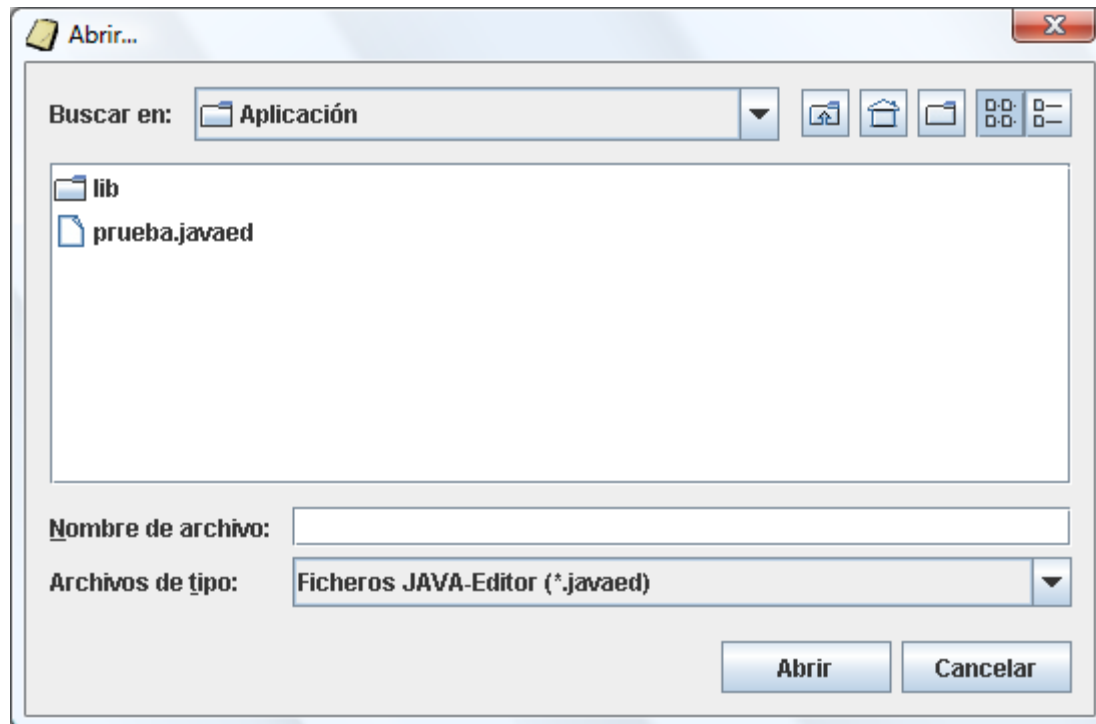 Abrir...
Buscar en: Aplicación
lib
prueba.javaed
Nombre de archivo:
Archivos de tipo: Ficheros JAVA-Editor (*.javaed)
Abrir Cancelar